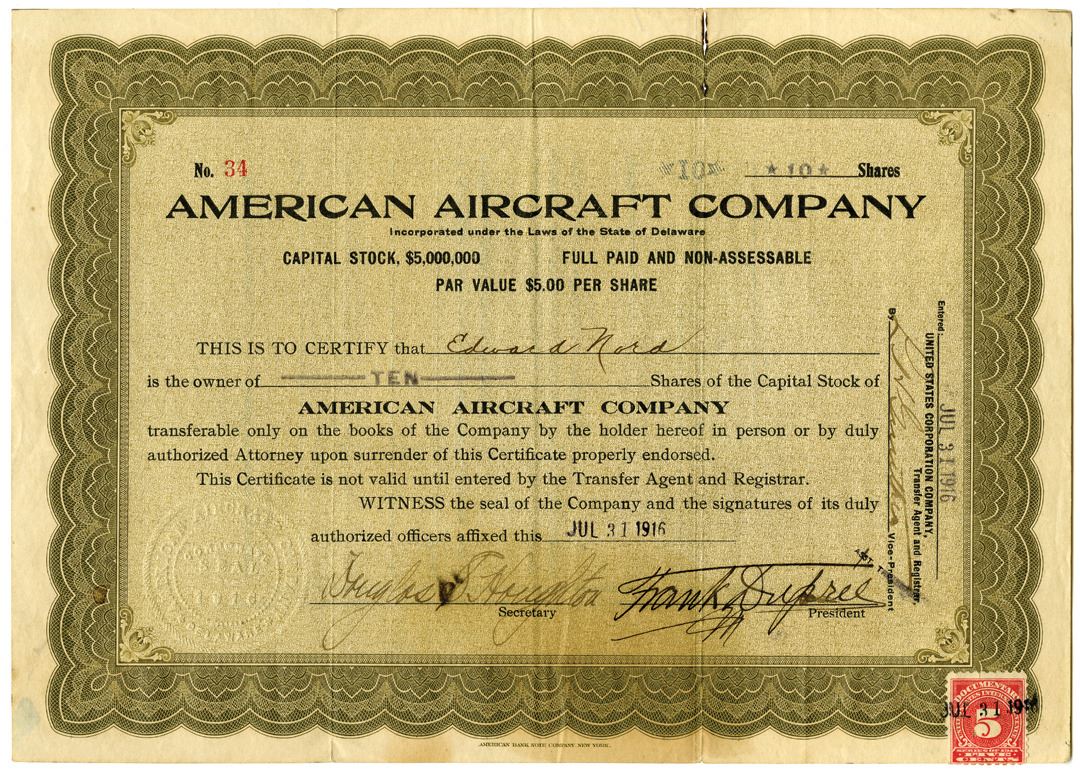 No. 34
★ 10 ★ Shares
AMERICAN AIRCRAFT COMPANY
Incorporated under the Laws of the State of Delaware
CAPITAL STOCK, $5,000,000 FULL PAID AND NON-ASSESSABLE
PAR VALUE $5.00 PER SHARE
THIS IS TO CERTIFY that Edward Nord
is the owner of TEN Shares of the Capital Stock of
AMERICAN AIRCRAFT COMPANY
transferable only on the books of the Company by the holder hereof in person or by duly
authorized Attorney upon surrender of this Certificate properly endorsed.
This Certificate is not valid until entered by the Transfer Agent and Registrar.
WITNESS the seal of the Company and the signatures of its duly
authorized officers affixed this JUL 31 1916
Douglas S. Houghton
Secretary
Frank Dupree
President
Entered JUL 31 1916
UNITED STATES CORPORATION COMPANY,
Transfer Agent and Registrar,
By Vice-President
SEAL
DELAWARE
DOCUMENTARY
JUL 31 1916
5
FIVE
CENTS
AMERICAN BANK NOTE COMPANY, NEW YORK.